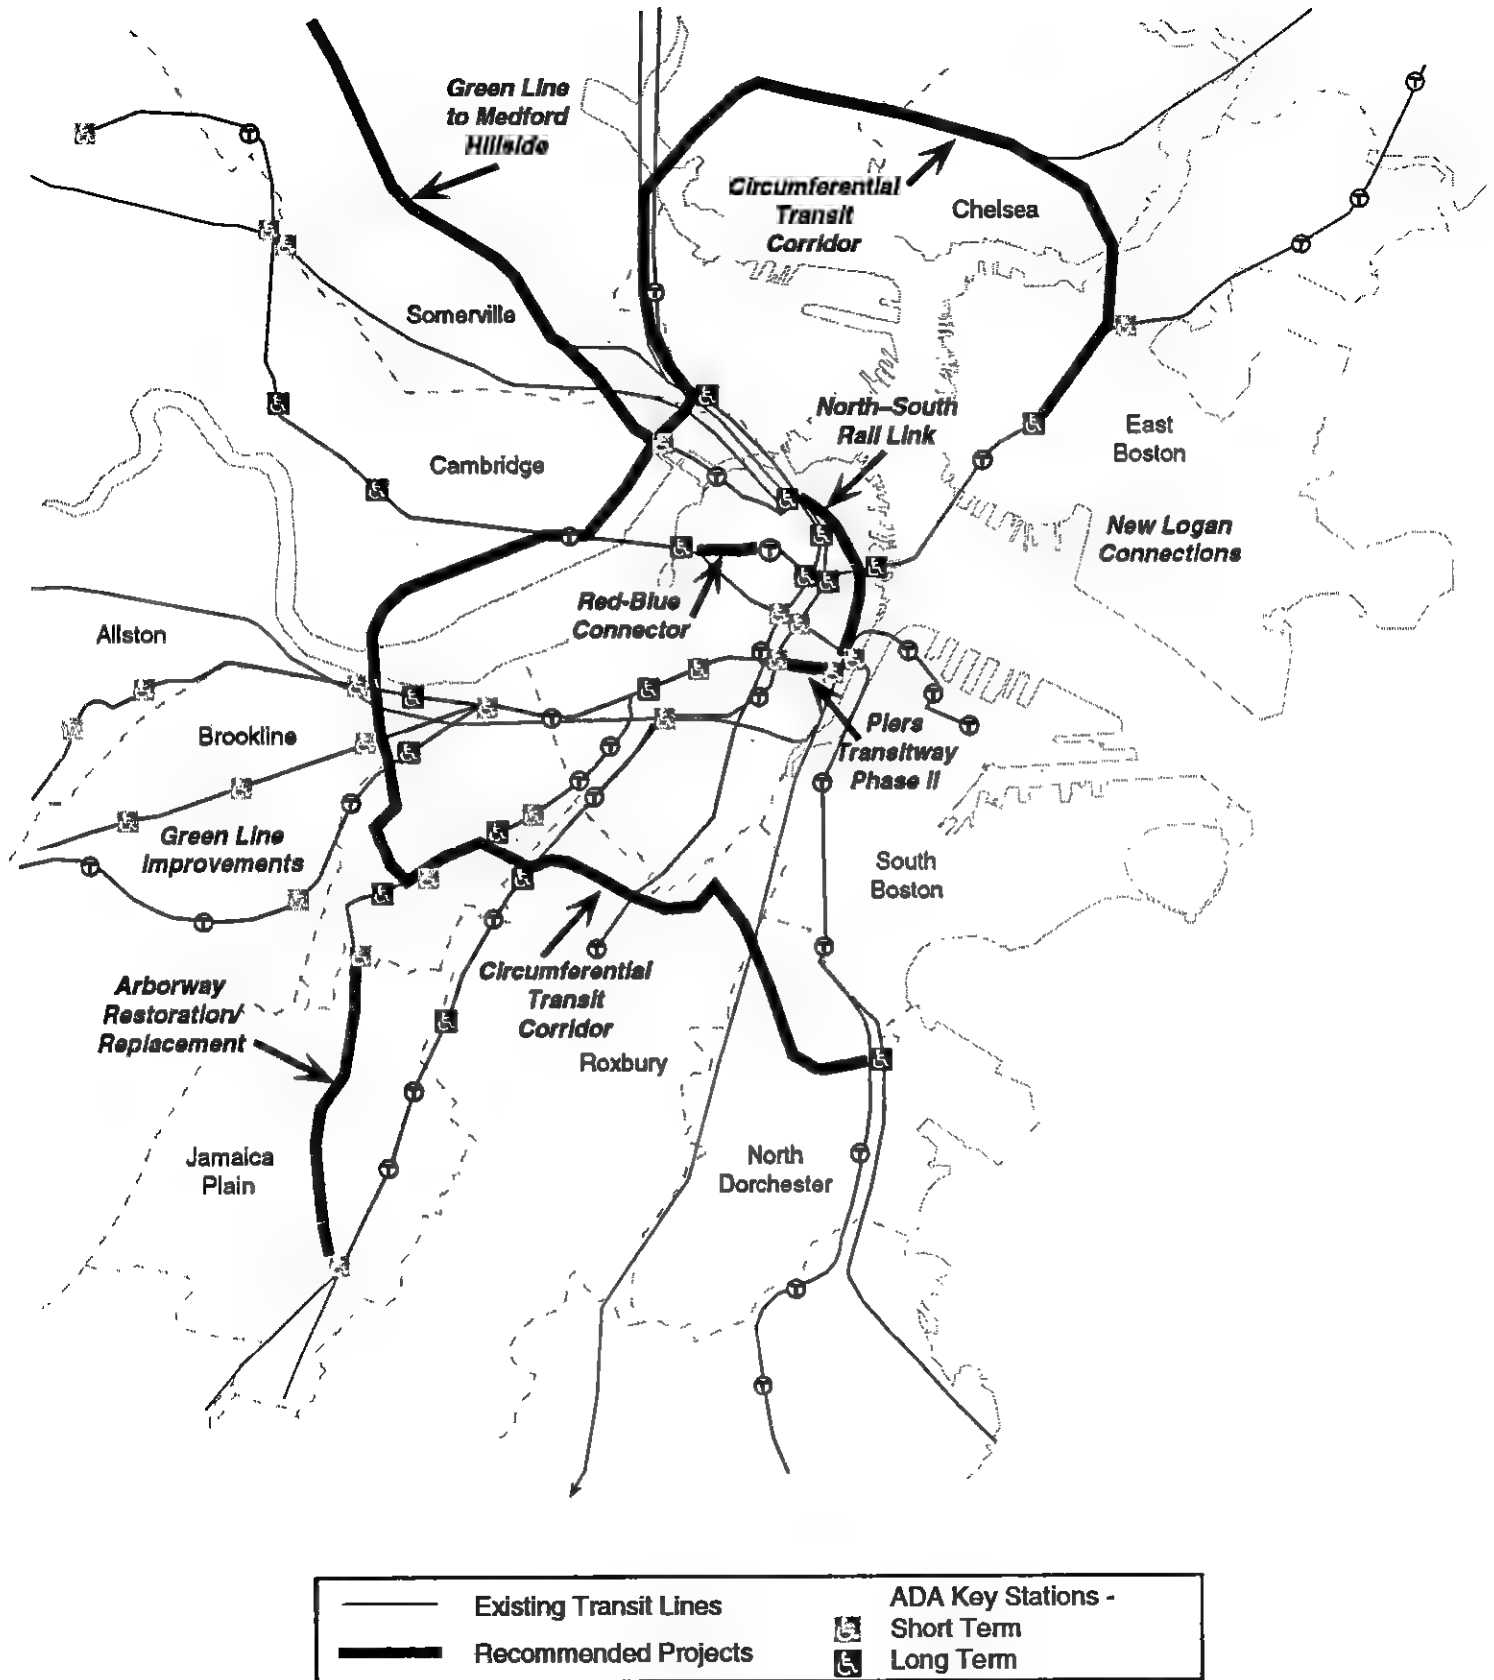 Green Line
to Medford
Hillside
Circumferential
Transit
Corridor
Chelsea
Somerville
North–South
Rail Link
East
Boston
Cambridge
New Logan
Connections
Red-Blue
Connector
Allston
Brookline
Piers
Transitway
Phase II
Green Line
Improvements
South
Boston
Circumferential
Transit
Corridor
Arborway
Restoration/
Replacement
Roxbury
Jamaica
Plain
North
Dorchester
Existing Transit Lines
Recommended Projects
ADA Key Stations -
Short Term
Long Term